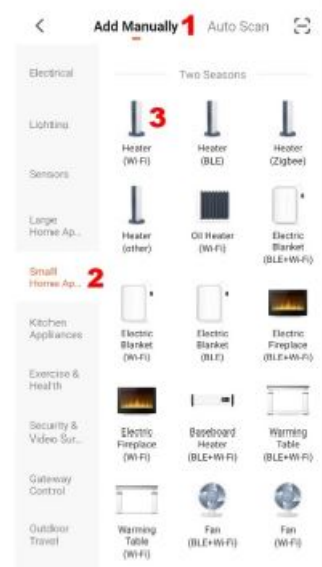 Add Manually 1 Auto Scan
Electrical
Lighting
Sensors
Large
Home Ap...
Small
Home Ap... 2
Kitchen
Appliances
Exercise &
Health
Security &
Video Sur...
Gateway
Control
Outdoor
Travel
Two Seasons
3
Heater
(Wi-Fi)
Heater
(BLE)
Heater
(Zigbee)
Heater
(other)
Oil Heater
(Wi-Fi)
Electric
Blanket
(BLE+Wi-Fi)
Electric
Blanket
(Wi-Fi)
Electric
Blanket
(BLE)
Electric
Fireplace
(BLE+Wi-Fi)
Electric
Fireplace
(Wi-Fi)
Baseboard
Heater
(BLE+Wi-Fi)
Warming
Table
(BLE+Wi-Fi)
Warming
Table
(Wi-Fi)
Fan
(BLE+Wi-Fi)
Fan
(Wi-Fi)